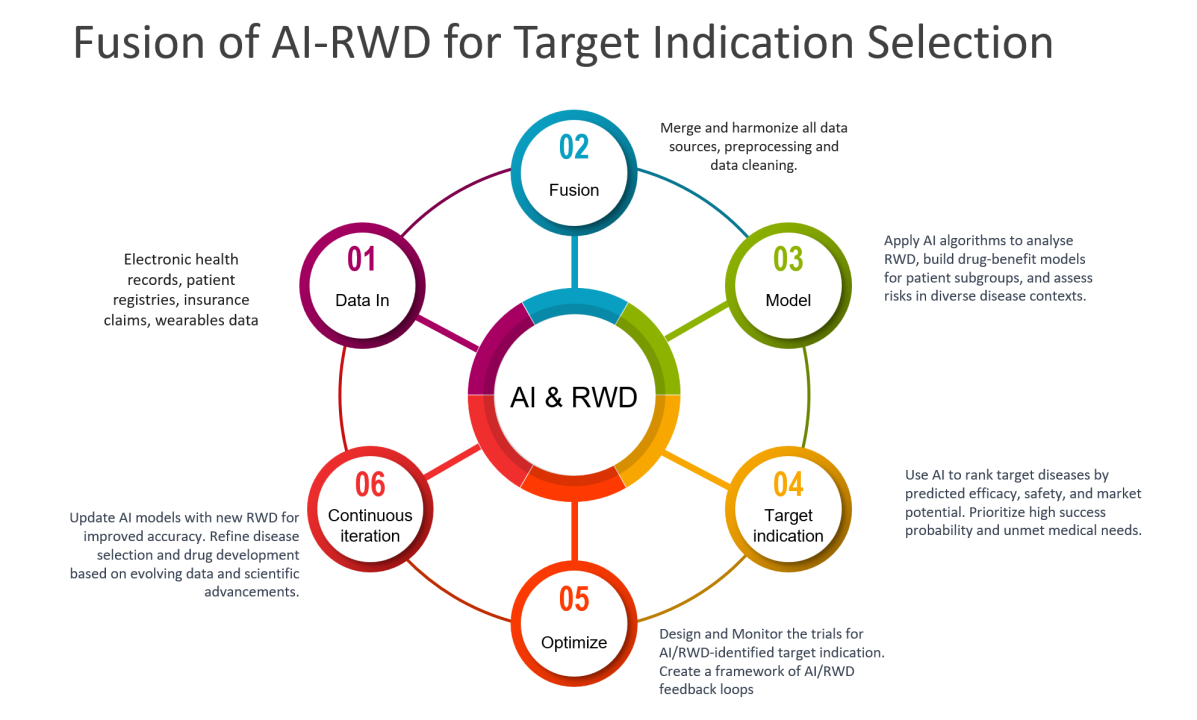 Fusion of AI-RWD for Target Indication Selection
02
Fusion
Merge and harmonize all data
sources, preprocessing and
data cleaning.
01
Data In
Electronic health
records, patient
registries, insurance
claims, wearables data
03
Model
Apply AI algorithms to analyse
RWD, build drug-benefit models
for patient subgroups, and assess
risks in diverse disease contexts.
AI & RWD
04
Target
indication
Use AI to rank target diseases by
predicted efficacy, safety, and market
potential. Prioritize high success
probability and unmet medical needs.
06
Continuous
iteration
Update AI models with new RWD for
improved accuracy. Refine disease
selection and drug development
based on evolving data and scientific
advancements.
05
Optimize
Design and Monitor the trials for
AI/RWD-identified target indication.
Create a framework of AI/RWD
feedback loops